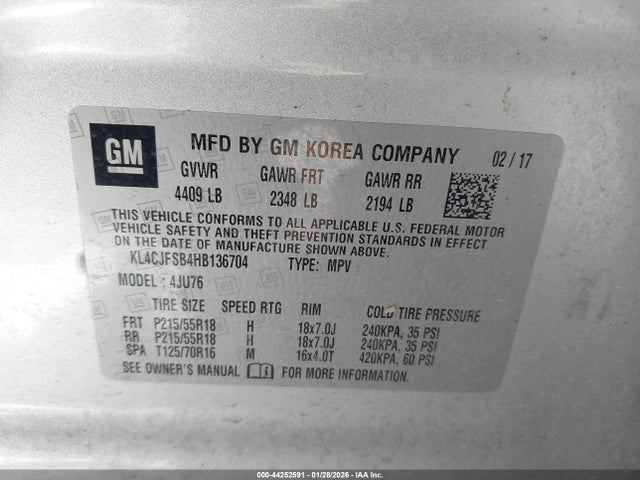 GM MFD BY GM KOREA COMPANY 02 / 17
GVWR GAWR FRT GAWR RR
4409 LB 2348 LB 2194 LB
THIS VEHICLE CONFORMS TO ALL APPLICABLE U.S. FEDERAL MOTOR
VEHICLE SAFETY AND THEFT PREVENTION STANDARDS IN EFFECT
ON THE DATE OF MANUFACTURE SHOWN ABOVE.
KL4CJFSB4HB136704 TYPE: MPV
MODEL : 4JU76
TIRE SIZE SPEED RTG RIM COLD TIRE PRESSURE
FRT P215/55R18 H 18x7.0J 240KPA, 35 PSI
RR P215/55R18 H 18x7.0J 240KPA, 35 PSI
SPA T125/70R16 M 16x4.0T 420KPA, 60 PSI
SEE OWNER'S MANUAL FOR MORE INFORMATION.
000-44252591 - 01/28/2026 - IAA Inc.